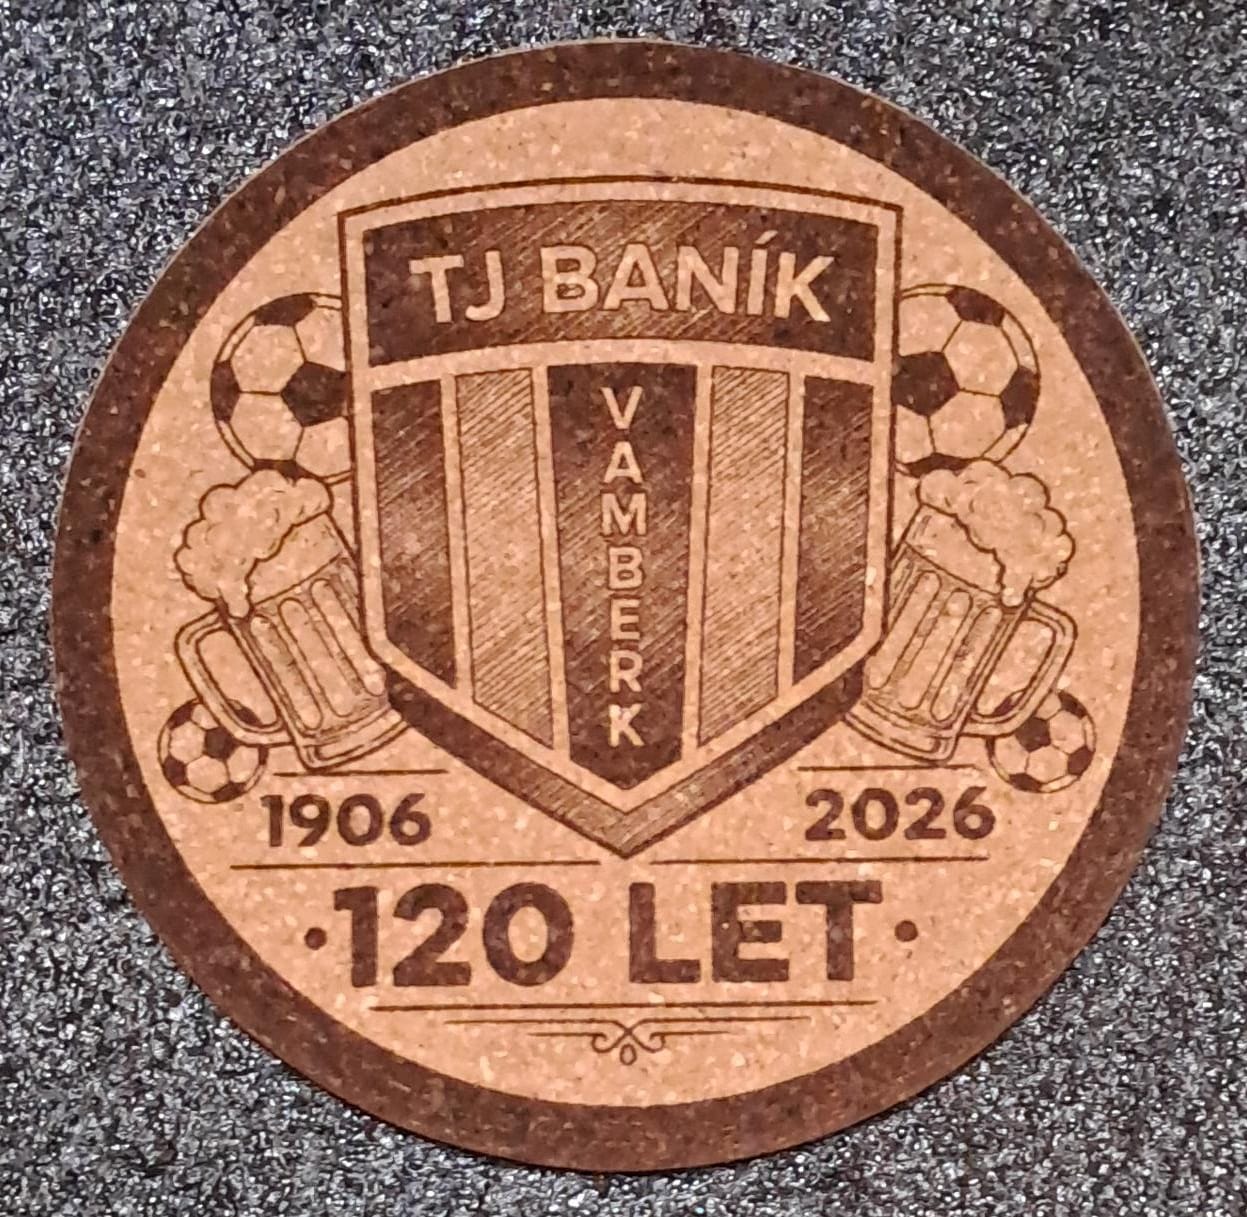 TJ BANÍK
VAMBERK
1906
2026
·120 LET·